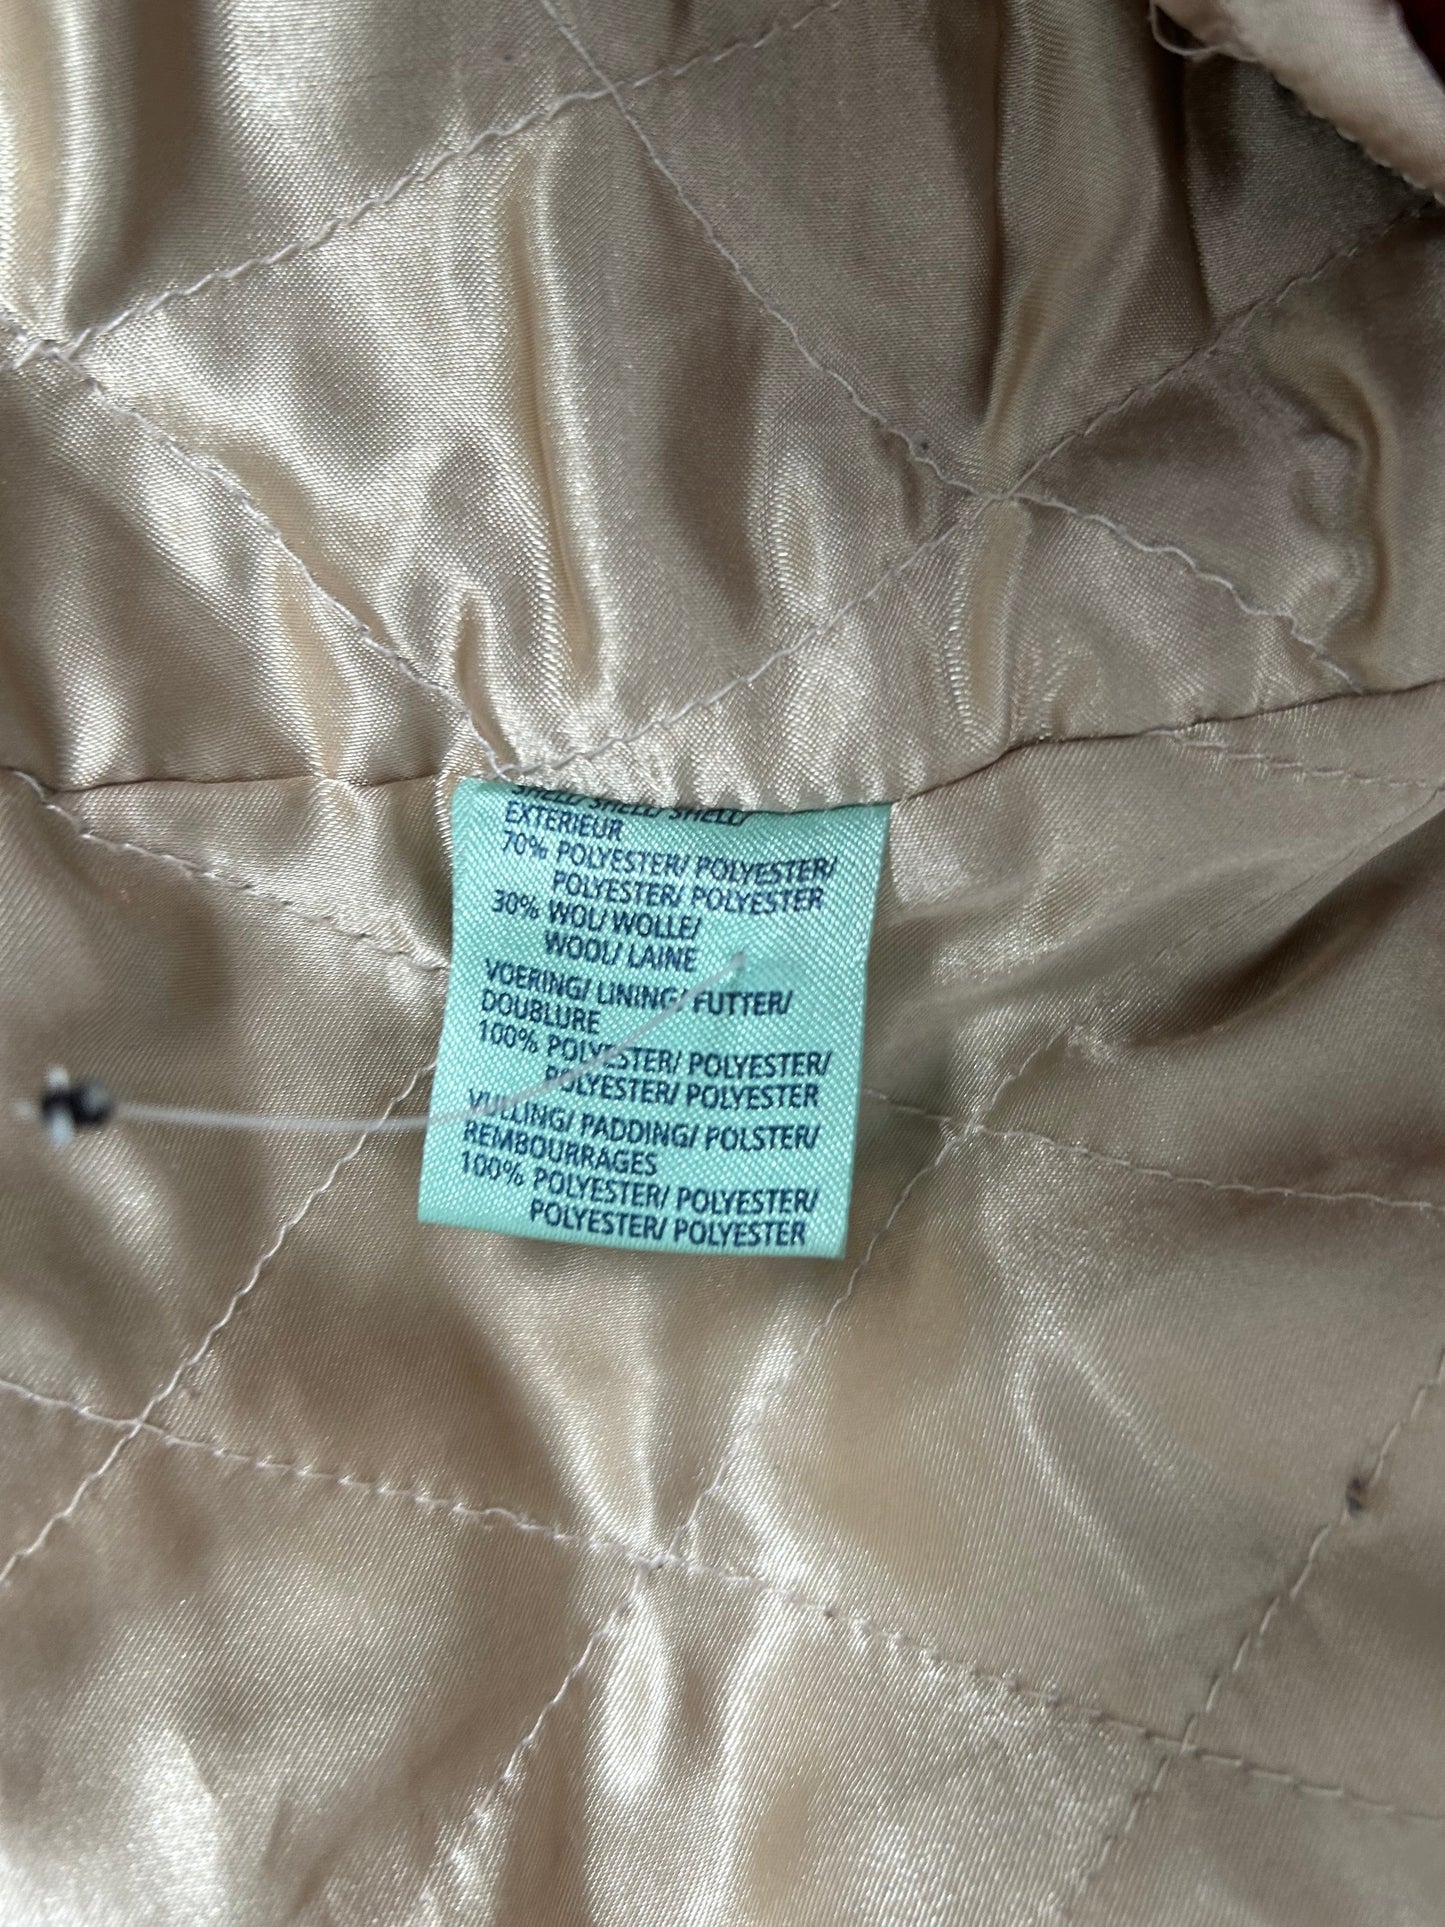 SHELL/ SHELL/ SHELL/
EXTERIEUR
70% POLYESTER/ POLYESTER/
POLYESTER/ POLYESTER
30% WOL/ WOLLE/
WOOL/ LAINE
VOERING/ LINING/ FUTTER/
DOUBLURE
100% POLYESTER/ POLYESTER/
POLYESTER/ POLYESTER
VULLING/ PADDING/ POLSTER/
REMBOURRAGES
100% POLYESTER/ POLYESTER/
POLYESTER/ POLYESTER